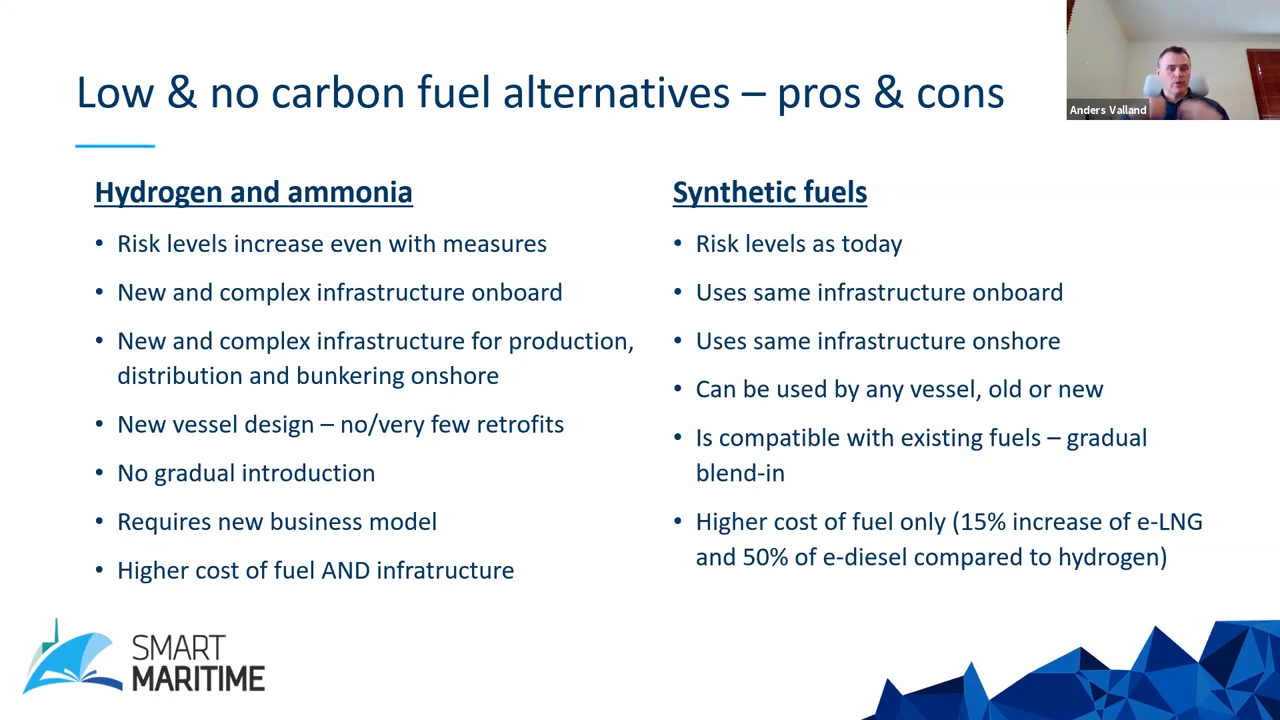 Low & no carbon fuel alternatives – pros & cons
Anders Valland
Hydrogen and ammonia
• Risk levels increase even with measures
• New and complex infrastructure onboard
• New and complex infrastructure for production,
distribution and bunkering onshore
• New vessel design – no/very few retrofits
• No gradual introduction
• Requires new business model
• Higher cost of fuel AND infratructure
Synthetic fuels
• Risk levels as today
• Uses same infrastructure onboard
• Uses same infrastructure onshore
• Can be used by any vessel, old or new
• Is compatible with existing fuels – gradual
blend-in
• Higher cost of fuel only (15% increase of e-LNG
and 50% of e-diesel compared to hydrogen)
SMART
MARITIME